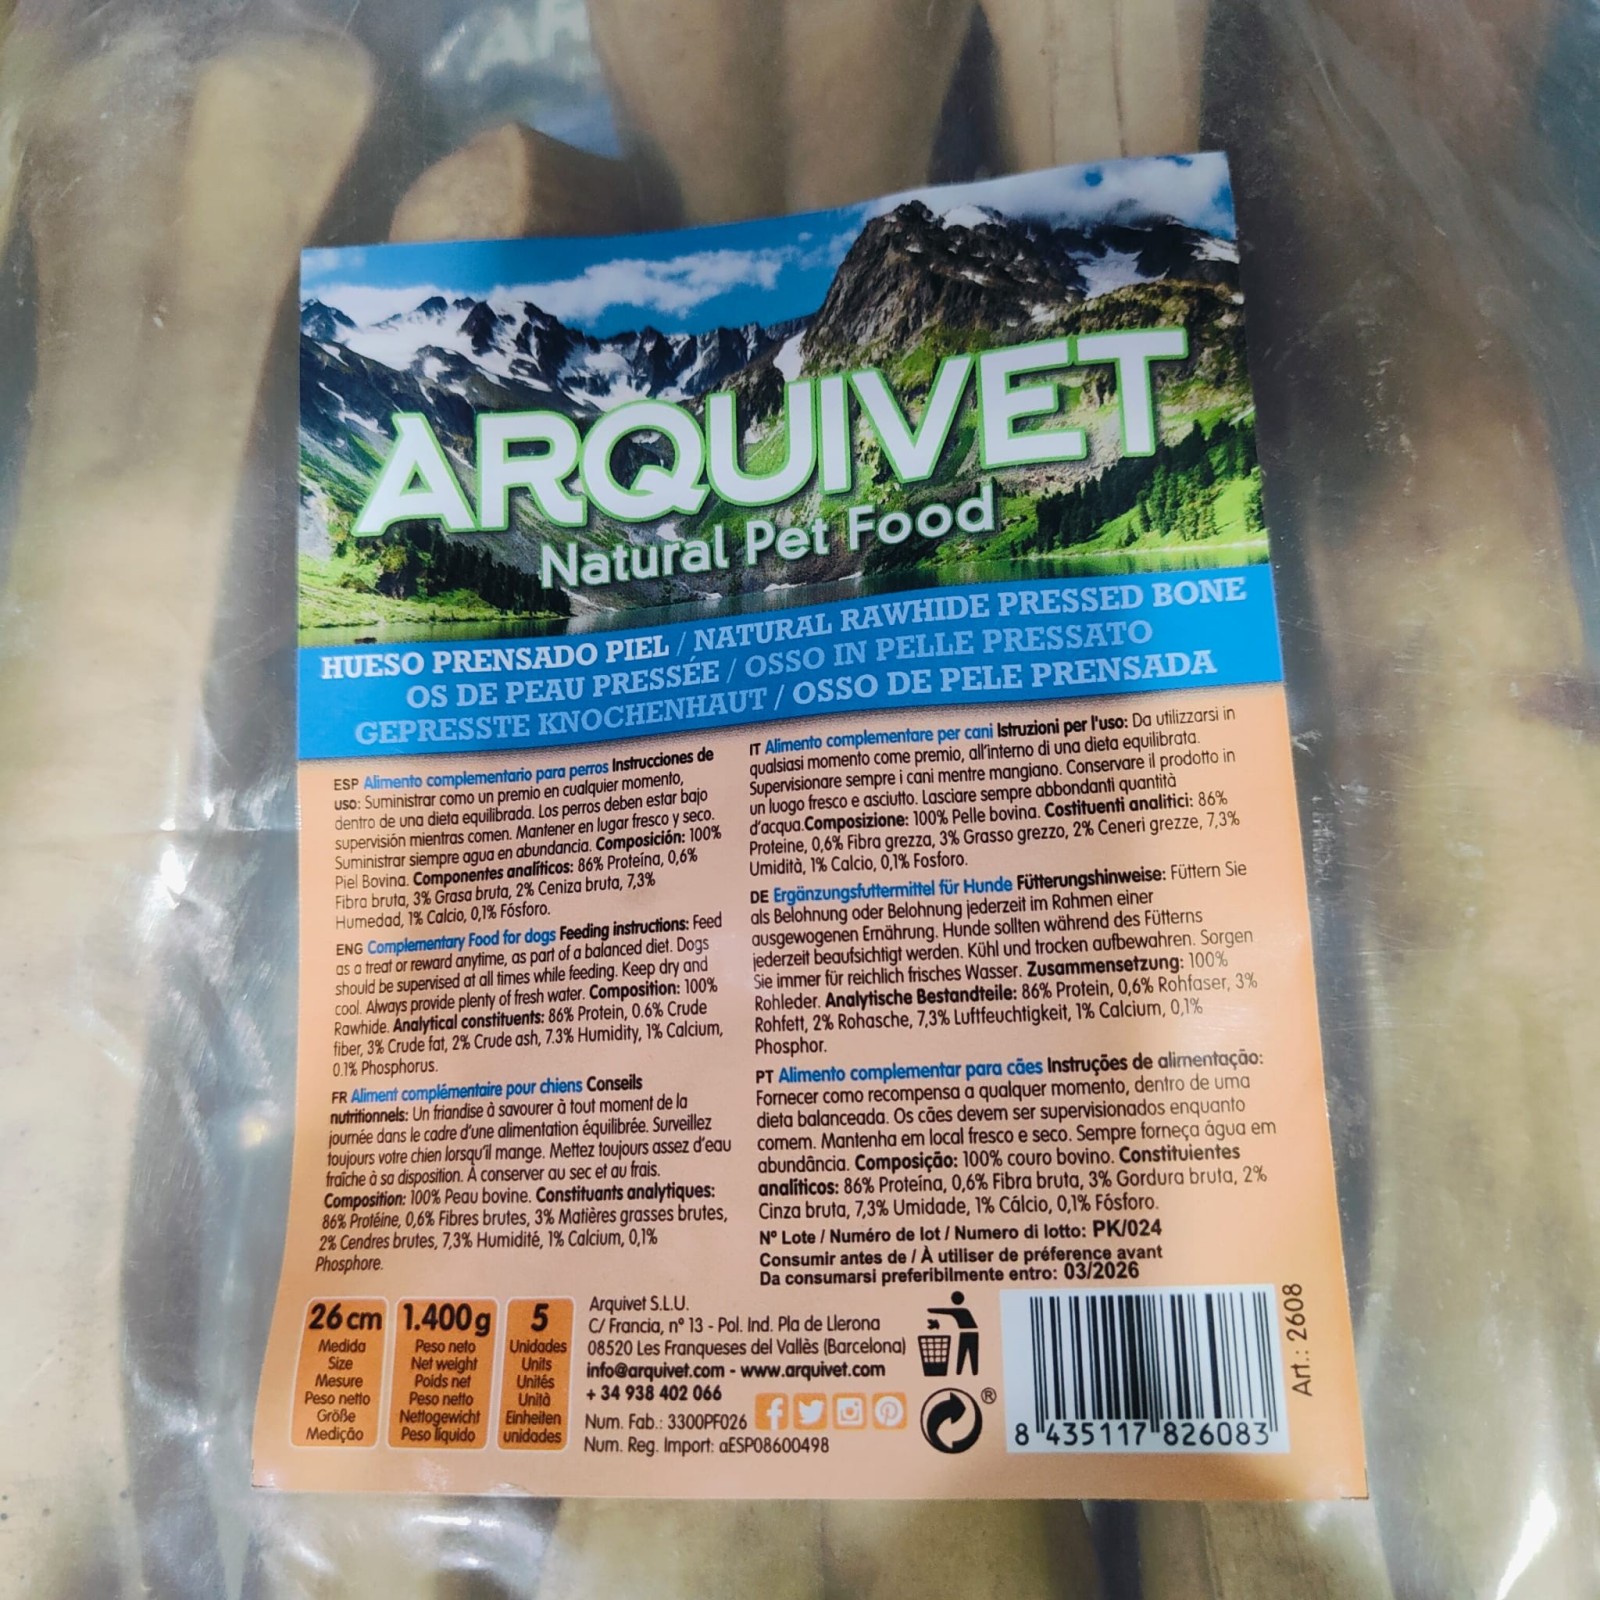 ARQUIVET
Natural Pet Food
HUESO PRENSADO PIEL / NATURAL RAWHIDE PRESSED BONE
OS DE PEAU PRESSÉE / OSSO IN PELLE PRESSATO
GEPRESSTE KNOCHENHAUT / OSSO DE PELE PRENSADA
ESP Alimento complementario para perros Instrucciones de
uso: Suministrar como un premio en cualquier momento,
dentro de una dieta equilibrada. Los perros deben estar bajo
supervisión mientras comen. Mantener en lugar fresco y seco.
Suministrar siempre agua en abundancia. Composición: 100%
Piel Bovina. Componentes analíticos: 86% Proteína, 0,6%
Fibra bruta, 3% Grasa bruta, 2% Ceniza bruta, 7,3%
Humedad, 1% Calcio, 0,1% Fósforo.
ENG Complementary Food for dogs Feeding instructions: Feed
as a treat or reward anytime, as part of a balanced diet. Dogs
should be supervised at all times while feeding. Keep dry and
cool. Always provide plenty of fresh water. Composition: 100%
Rawhide. Analytical constituents: 86% Protein, 0.6% Crude
fiber, 3% Crude fat, 2% Crude ash, 7.3% Humidity, 1% Calcium,
0.1% Phosphorus.
FR Aliment complémentaire pour chiens Conseils
nutritionnels: Un friandise à savourer à tout moment de la
journée dans le cadre d'une alimentation équilibrée. Surveillez
toujours votre chien lorsqu'il mange. Mettez toujours assez d'eau
fraîche à sa disposition. À conserver au sec et au frais.
Composition: 100% Peau bovine. Constituants analytiques:
86% Protéine, 0,6% Fibres brutes, 3% Matières grasses brutes,
2% Cendres brutes, 7,3% Humidité, 1% Calcium, 0,1%
Phosphore.
IT Alimento complementare per cani Istruzioni per l'uso: Da utilizzarsi in
qualsiasi momento come premio, all'interno di una dieta equilibrata.
Supervisionare sempre i cani mentre mangiano. Conservare il prodotto in
un luogo fresco e asciutto. Lasciare sempre abbondanti quantità
d'acqua.Composizione: 100% Pelle bovina. Costituenti analitici: 86%
Proteine, 0,6% Fibra grezza, 3% Grasso grezzo, 2% Ceneri grezze, 7,3%
Umidità, 1% Calcio, 0,1% Fosforo.
DE Ergänzungsfuttermittel für Hunde Fütterungshinweise: Füttern Sie
als Belohnung oder Belohnung jederzeit im Rahmen einer
ausgewogenen Ernährung. Hunde sollten während des Fütterns
jederzeit beaufsichtigt werden. Kühl und trocken aufbewahren. Sorgen
Sie immer für reichlich frisches Wasser. Zusammensetzung: 100%
Rohleder. Analytische Bestandteile: 86% Protein, 0,6% Rohfaser, 3%
Rohfett, 2% Rohasche, 7,3% Luftfeuchtigkeit, 1% Calcium, 0,1%
Phosphor.
PT Alimento complementar para cães Instruções de alimentação:
Fornecer como recompensa a qualquer momento, dentro de uma
dieta balanceada. Os cães devem ser supervisionados enquanto
comem. Mantenha em local fresco e seco. Sempre forneça água em
abundância. Composição: 100% couro bovino. Constituientes
analíticos: 86% Proteína, 0,6% Fibra bruta, 3% Gordura bruta, 2%
Cinza bruta, 7,3% Umidade, 1% Cálcio, 0,1% Fósforo.
Nº Lote / Numéro de lot / Numero di lotto: PK/024
Consumir antes de / À utiliser de préference avant
Da consumarsi preferibilmente entro: 03/2026
26 cm
Medida
Size
Mesure
Peso netto
Größe
Medição
1.400 g
Peso neto
Net weight
Poids net
Peso netto
Nettogewicht
Peso líquido
5
Unidades
Units
Unités
Unità
Einheiten
unidades
Arquivet S.L.U.
C/ Francia, nº 13 - Pol. Ind. Pla de Llerona
08520 Les Franqueses del Vallès (Barcelona)
info@arquivet.com - www.arquivet.com
+ 34 938 402 066
Num. Fab.: 3300PF026
Num. Reg. Import: aESP08600498
®
8 435117 826083
Art.: 2608